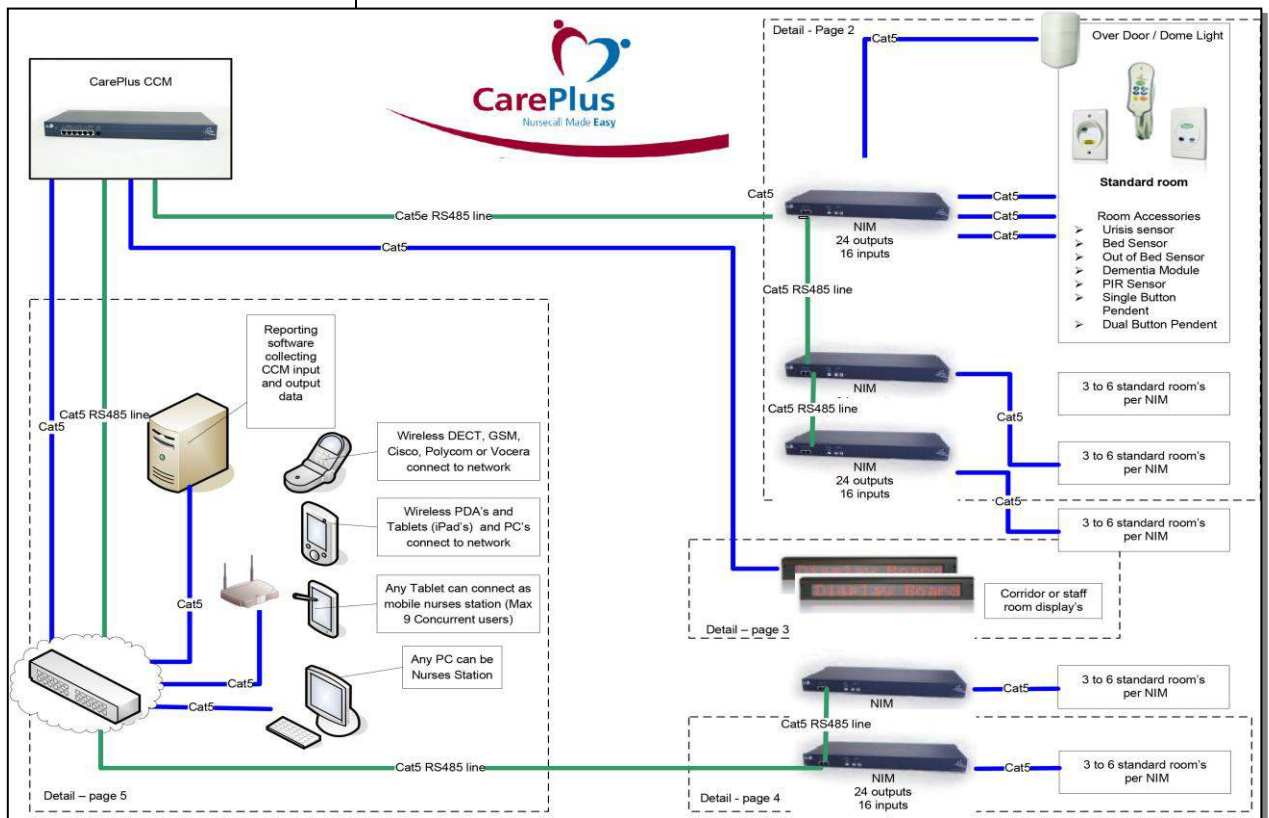 CarePlus CCM
CarePlus
Nursecall Made Easy
Detail - Page 2
Cat5
Over Door / Dome Light
Standard room
Room Accessories
➢ Urisis sensor
➢ Bed Sensor
➢ Out of Bed Sensor
➢ Dementia Module
➢ PIR Sensor
➢ Single Button
Pendent
➢ Dual Button Pendent
Cat5
Cat5
Cat5
Cat5
NIM
24 outputs
16 inputs
Cat5e RS485 line
Cat5
Cat5 RS485 line
NIM
Cat5 RS485 line
NIM
24 outputs
16 inputs
Cat5
Cat5
3 to 6 standard room's
per NIM
3 to 6 standard room's
per NIM
3 to 6 standard room's
per NIM
Reporting
software
collecting
CCM input
and output
data
Cat5 RS485 line
Cat5
Wireless DECT, GSM,
Cisco, Polycom or Vocera
connect to network
Wireless PDA's and
Tablets (iPad's) and PC's
connect to network
Any Tablet can connect as
mobile nurses station (Max
9 Concurrent users)
Any PC can be
Nurses Station
Cat5
Cat5
Cat5
Display Board
Display Board
Corridor or staff
room display's
Detail – page 3
NIM
Cat5
3 to 6 standard room's
per NIM
Cat5 RS485 line
Cat5 RS485 line
NIM
24 outputs
16 inputs
Cat5
3 to 6 standard room's
per NIM
Detail – page 5
Detail - page 4